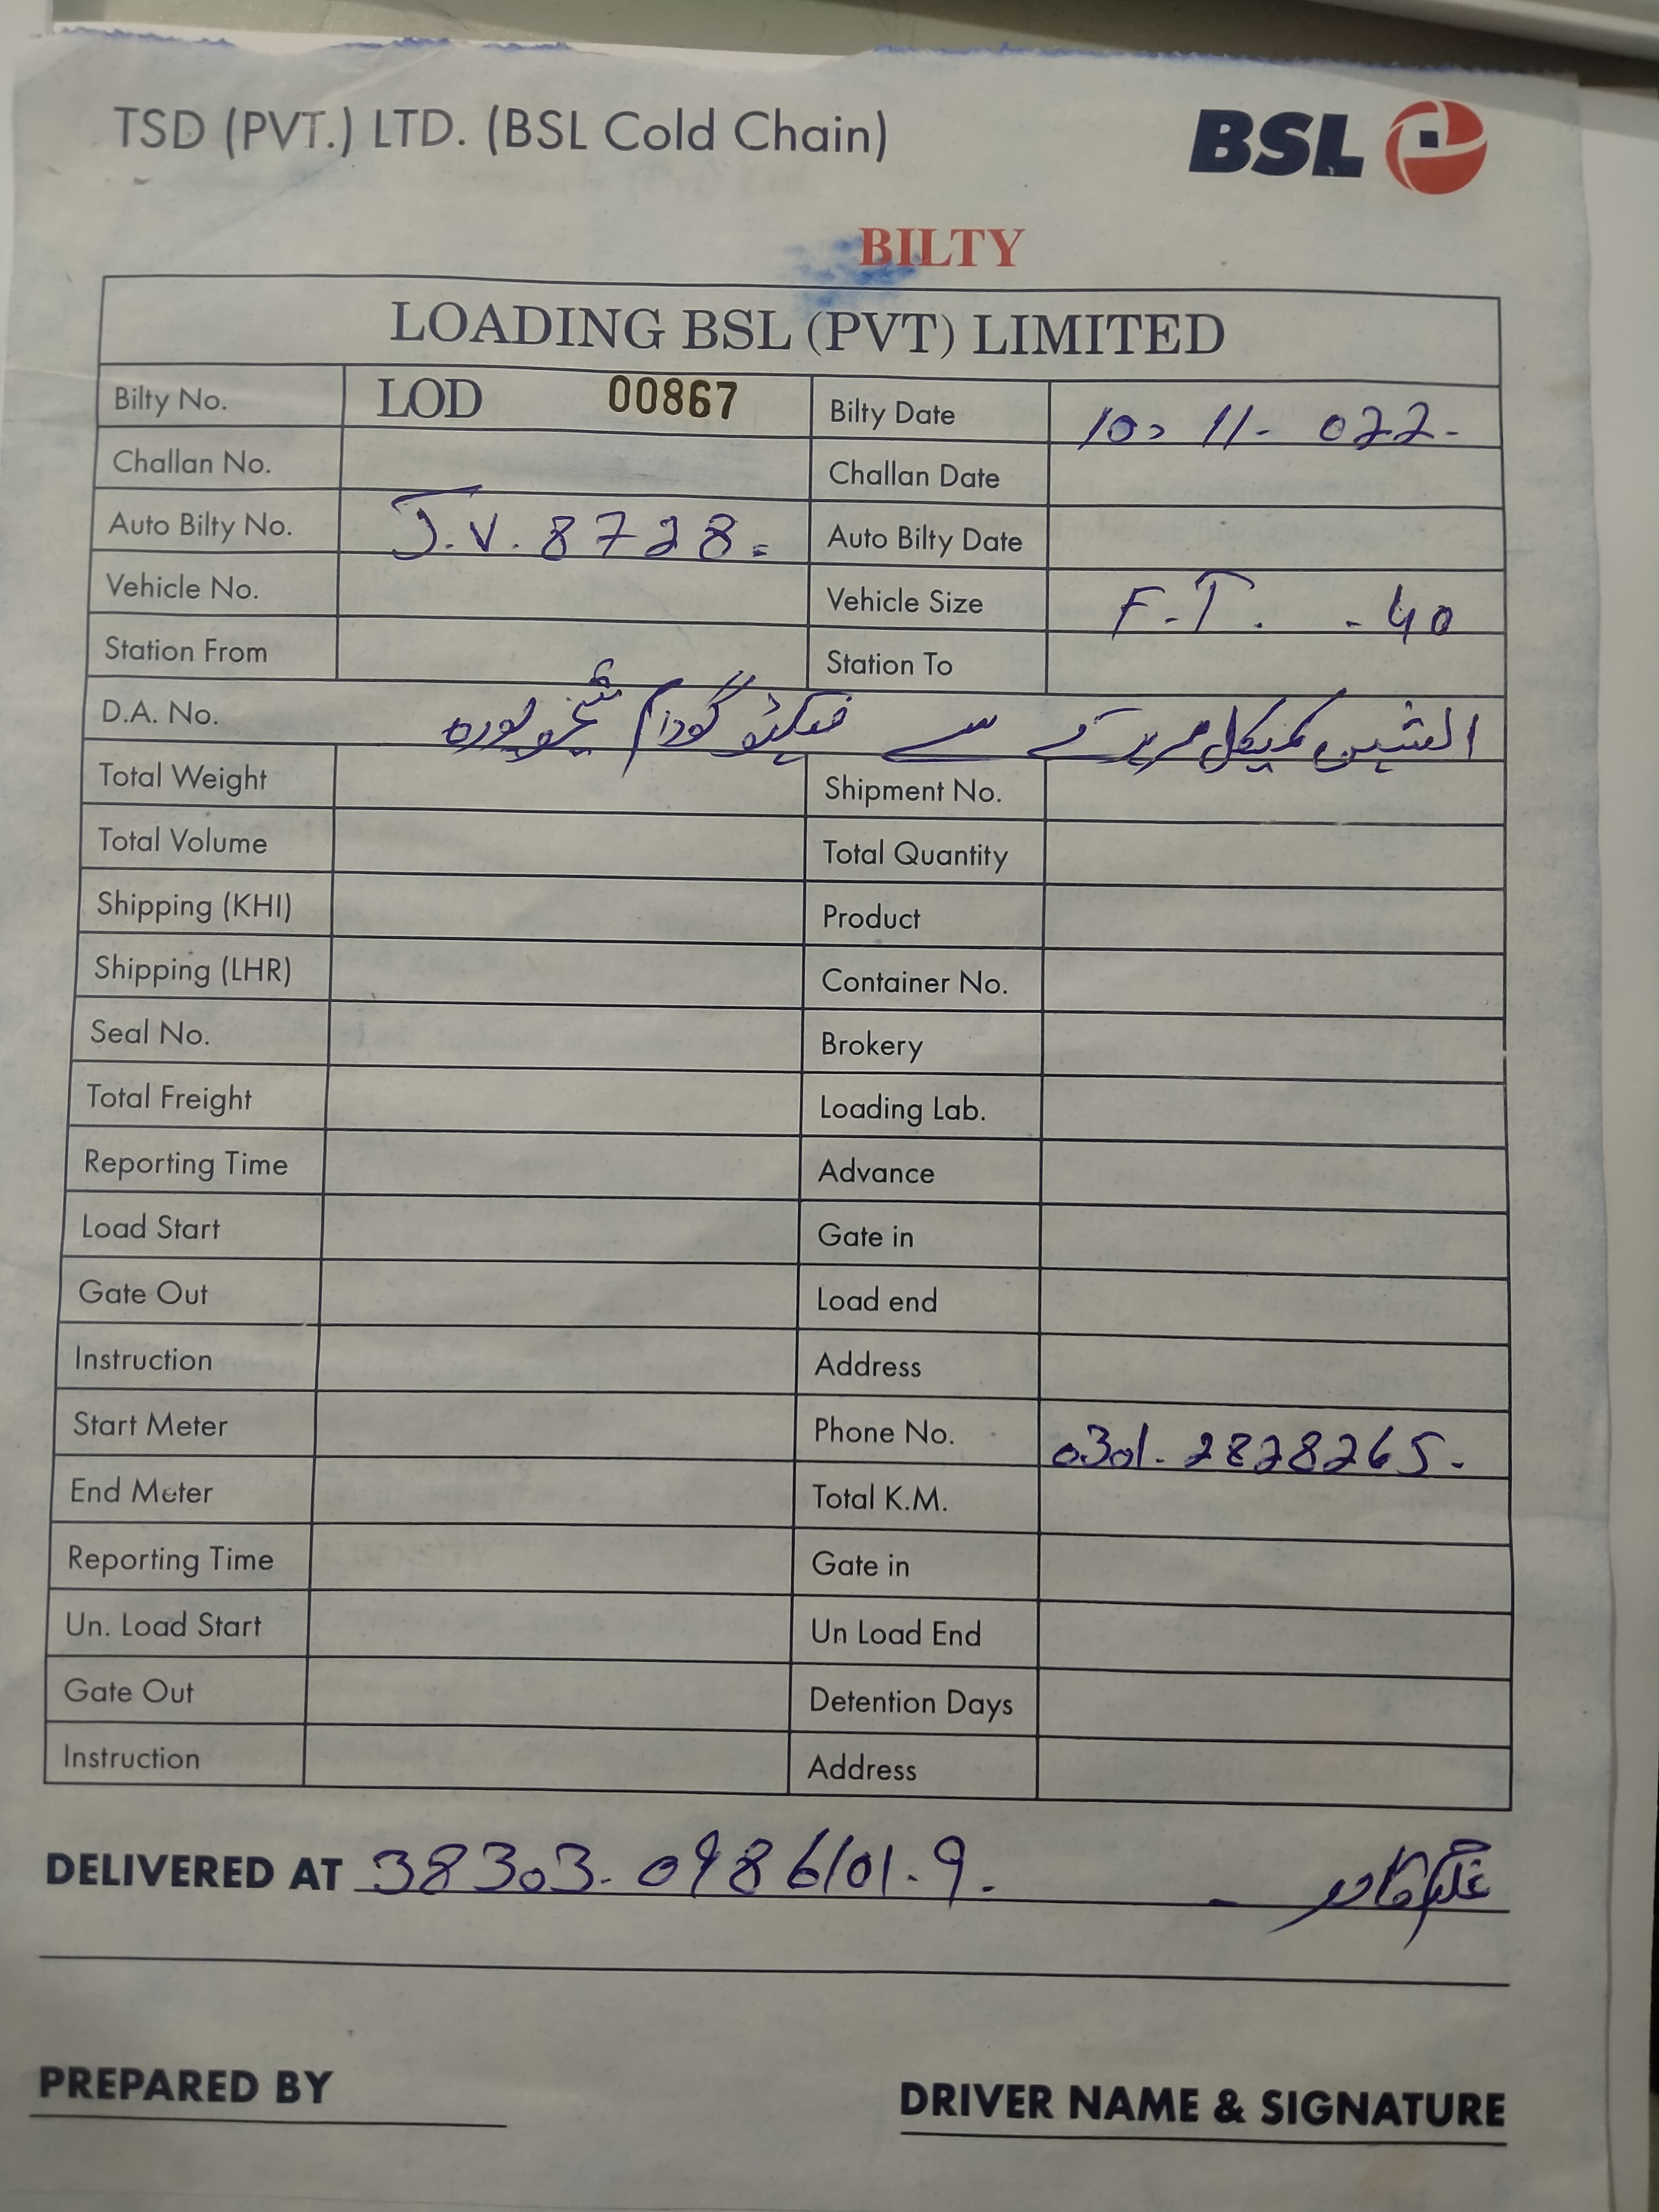 TSD (PVT.) LTD. (BSL Cold Chain)
BSL
BILTY
LOADING BSL (PVT) LIMITED
Bilty No. LOD 00867 Bilty Date 10. 11- 022-
Challan No. Challan Date
Auto Bilty No. J.V. 8728. Auto Bilty Date
Vehicle No. Vehicle Size F.T. -40
Station From Station To
D.A. No. کیمیکل مریدکے سے گودام شیخوپورہ
Total Weight Shipment No.
Total Volume Total Quantity
Shipping (KHI) Product
Shipping (LHR) Container No.
Seal No. Brokery
Total Freight Loading Lab.
Reporting Time Advance
Load Start Gate in
Gate Out Load end
Instruction Address
Start Meter Phone No. 0301-2828265-
End Meter Total K.M.
Reporting Time Gate in
Un. Load Start Un Load End
Gate Out Detention Days
Instruction Address
DELIVERED AT 38303-0986101-9.
PREPARED BY DRIVER NAME & SIGNATURE